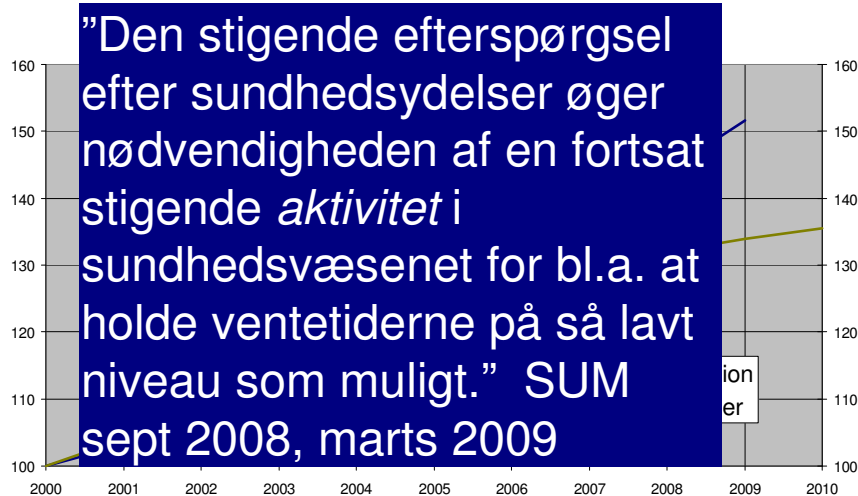 ”Den stigende efterspørgsel
efter sundhedsydelser øger
nødvendigheden af en fortsat
stigende aktivitet i
sundhedsvæsenet for bl.a. at
holde ventetiderne på så lavt
niveau som muligt.” SUM
sept 2008, marts 2009
160
150
140
130
120
110
100
160
150
140
130
120
110
100
ion
er
2000 2001 2002 2003 2004 2005 2006 2007 2008 2009 2010